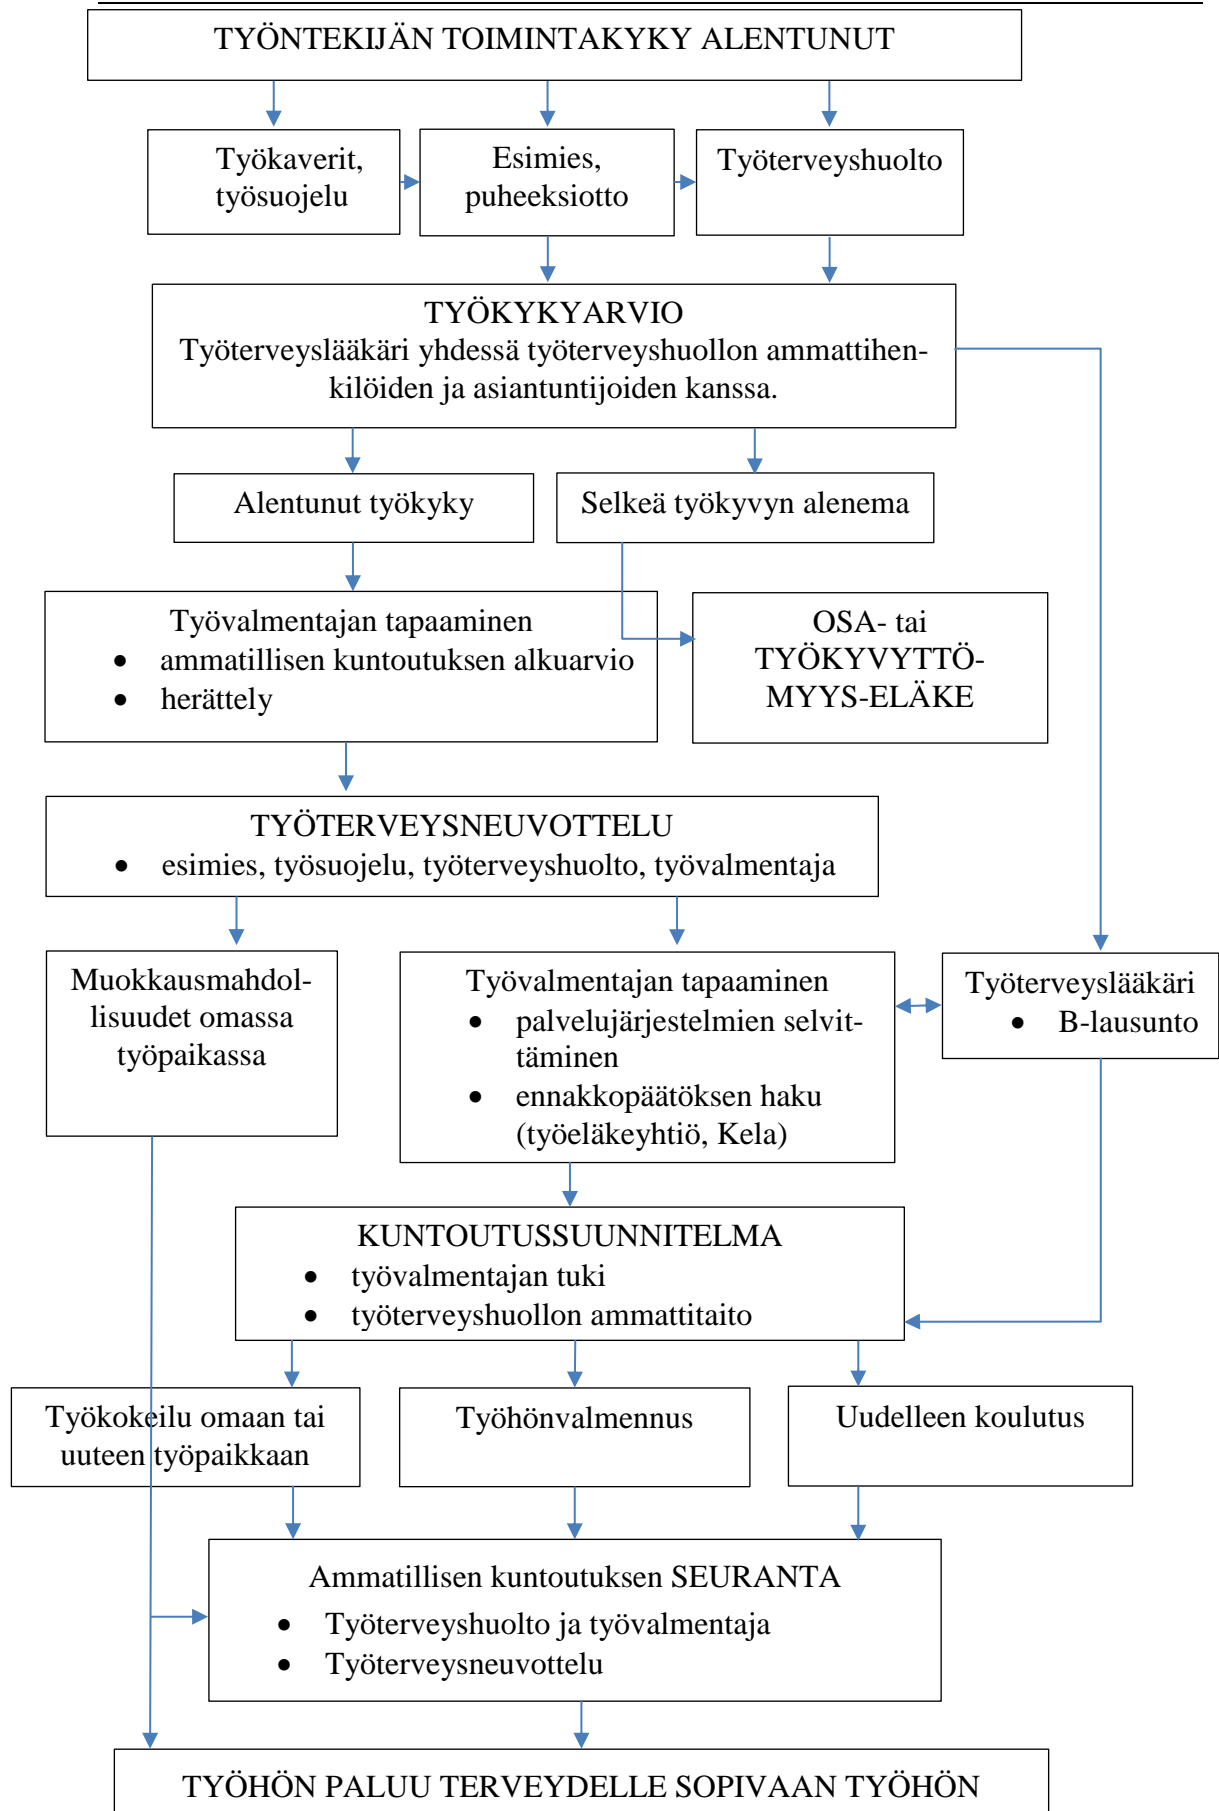 TYÖNTEKIJÄN TOIMINTAKYKY ALENTUNUT
Työkaverit,
työsuojelu
Esimies,
puheeksiotto
Työterveyshuolto
TYÖKYKYARVIO
Työterveyslääkäri yhdessä työterveyshuollon ammattihen-
kilöiden ja asiantuntijoiden kanssa.
Alentunut työkyky
Selkeä työkyvyn alenema
Työvalmentajan tapaaminen
• ammatillisen kuntoutuksen alkuarvio
• herättely
OSA- tai
TYÖKYVYTTÖ-
MYYS-ELÄKE
TYÖTERVEYSNEUVOTTELU
• esimies, työsuojelu, työterveyshuolto, työvalmentaja
Muokkausmahdol-
lisuudet omassa
työpaikassa
Työvalmentajan tapaaminen
• palvelujärjestelmien selvit-
täminen
• ennakkopäätöksen haku
(työeläkeyhtiö, Kela)
Työterveyslääkäri
• B-lausunto
KUNTOUTUSSUUNNITELMA
• työvalmentajan tuki
• työterveyshuollon ammattitaito
Työkokeilu omaan tai
uuteen työpaikkaan
Työhönvalmennus
Uudelleen koulutus
Ammatillisen kuntoutuksen SEURANTA
• Työterveyshuolto ja työvalmentaja
• Työterveysneuvottelu
TYÖHÖN PALUU TERVEYDELLE SOPIVAAN TYÖHÖN